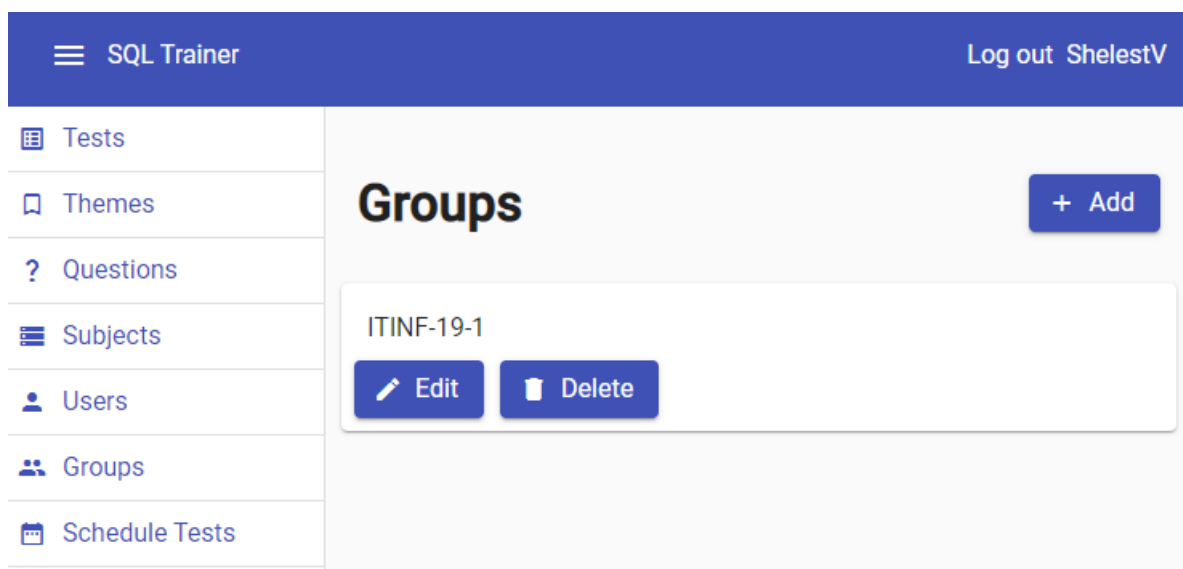 SQL Trainer
Log out ShelestV
Tests
Themes
? Questions
Subjects
Users
Groups
Schedule Tests
Groups
+ Add
ITINF-19-1
Edit
Delete